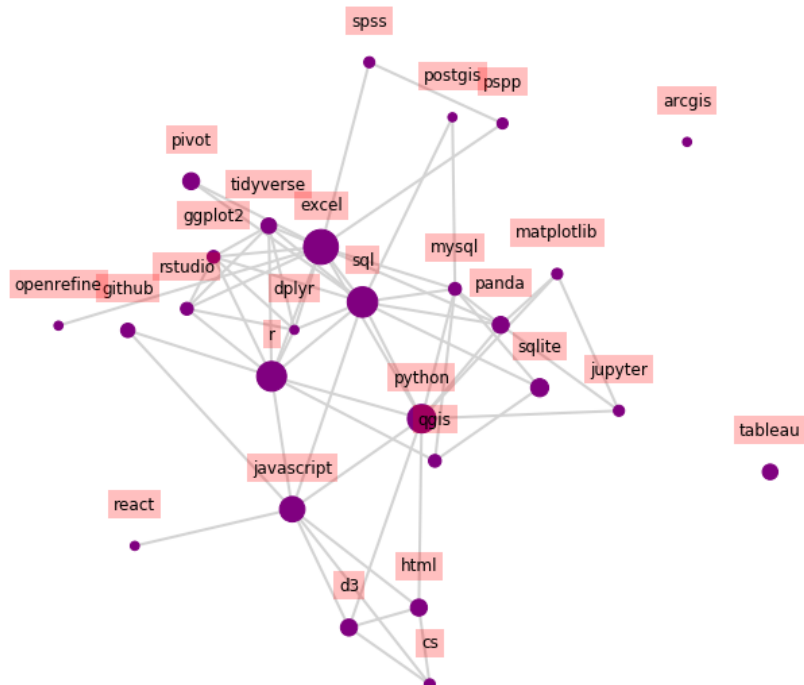 spss
postgis
pspp
arcgis
pivot
tidyverse
excel
ggplot2
matplotlib
mysql
sql
rstudio
openrefine
github
dplyr
panda
r
sqlite
python
jupyter
qgis
tableau
javascript
react
html
d3
cs